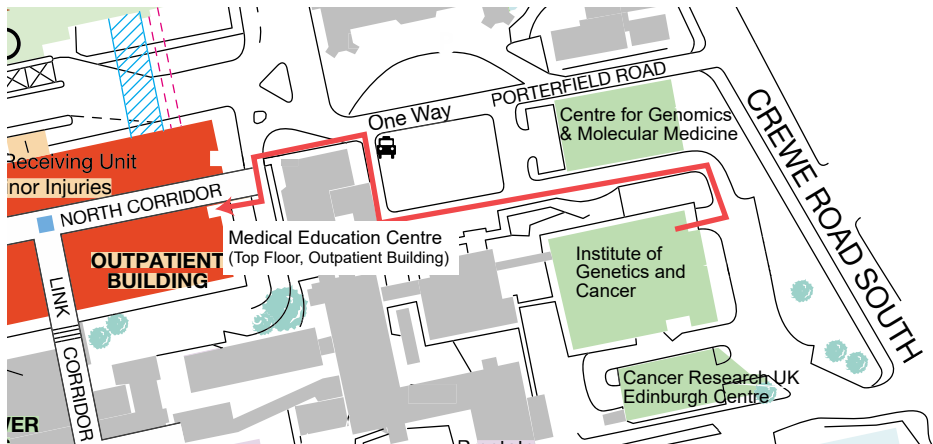 PORTERFIELD ROAD
One Way
Centre for Genomics
& Molecular Medicine
CREWE ROAD SOUTH
Receiving Unit
nor Injuries
NORTH CORRIDOR
Medical Education Centre
(Top Floor, Outpatient Building)
OUTPATIENT
BUILDING
Institute of
Genetics and
Cancer
LINK
CORRIDOR
Cancer Research UK
Edinburgh Centre
VER